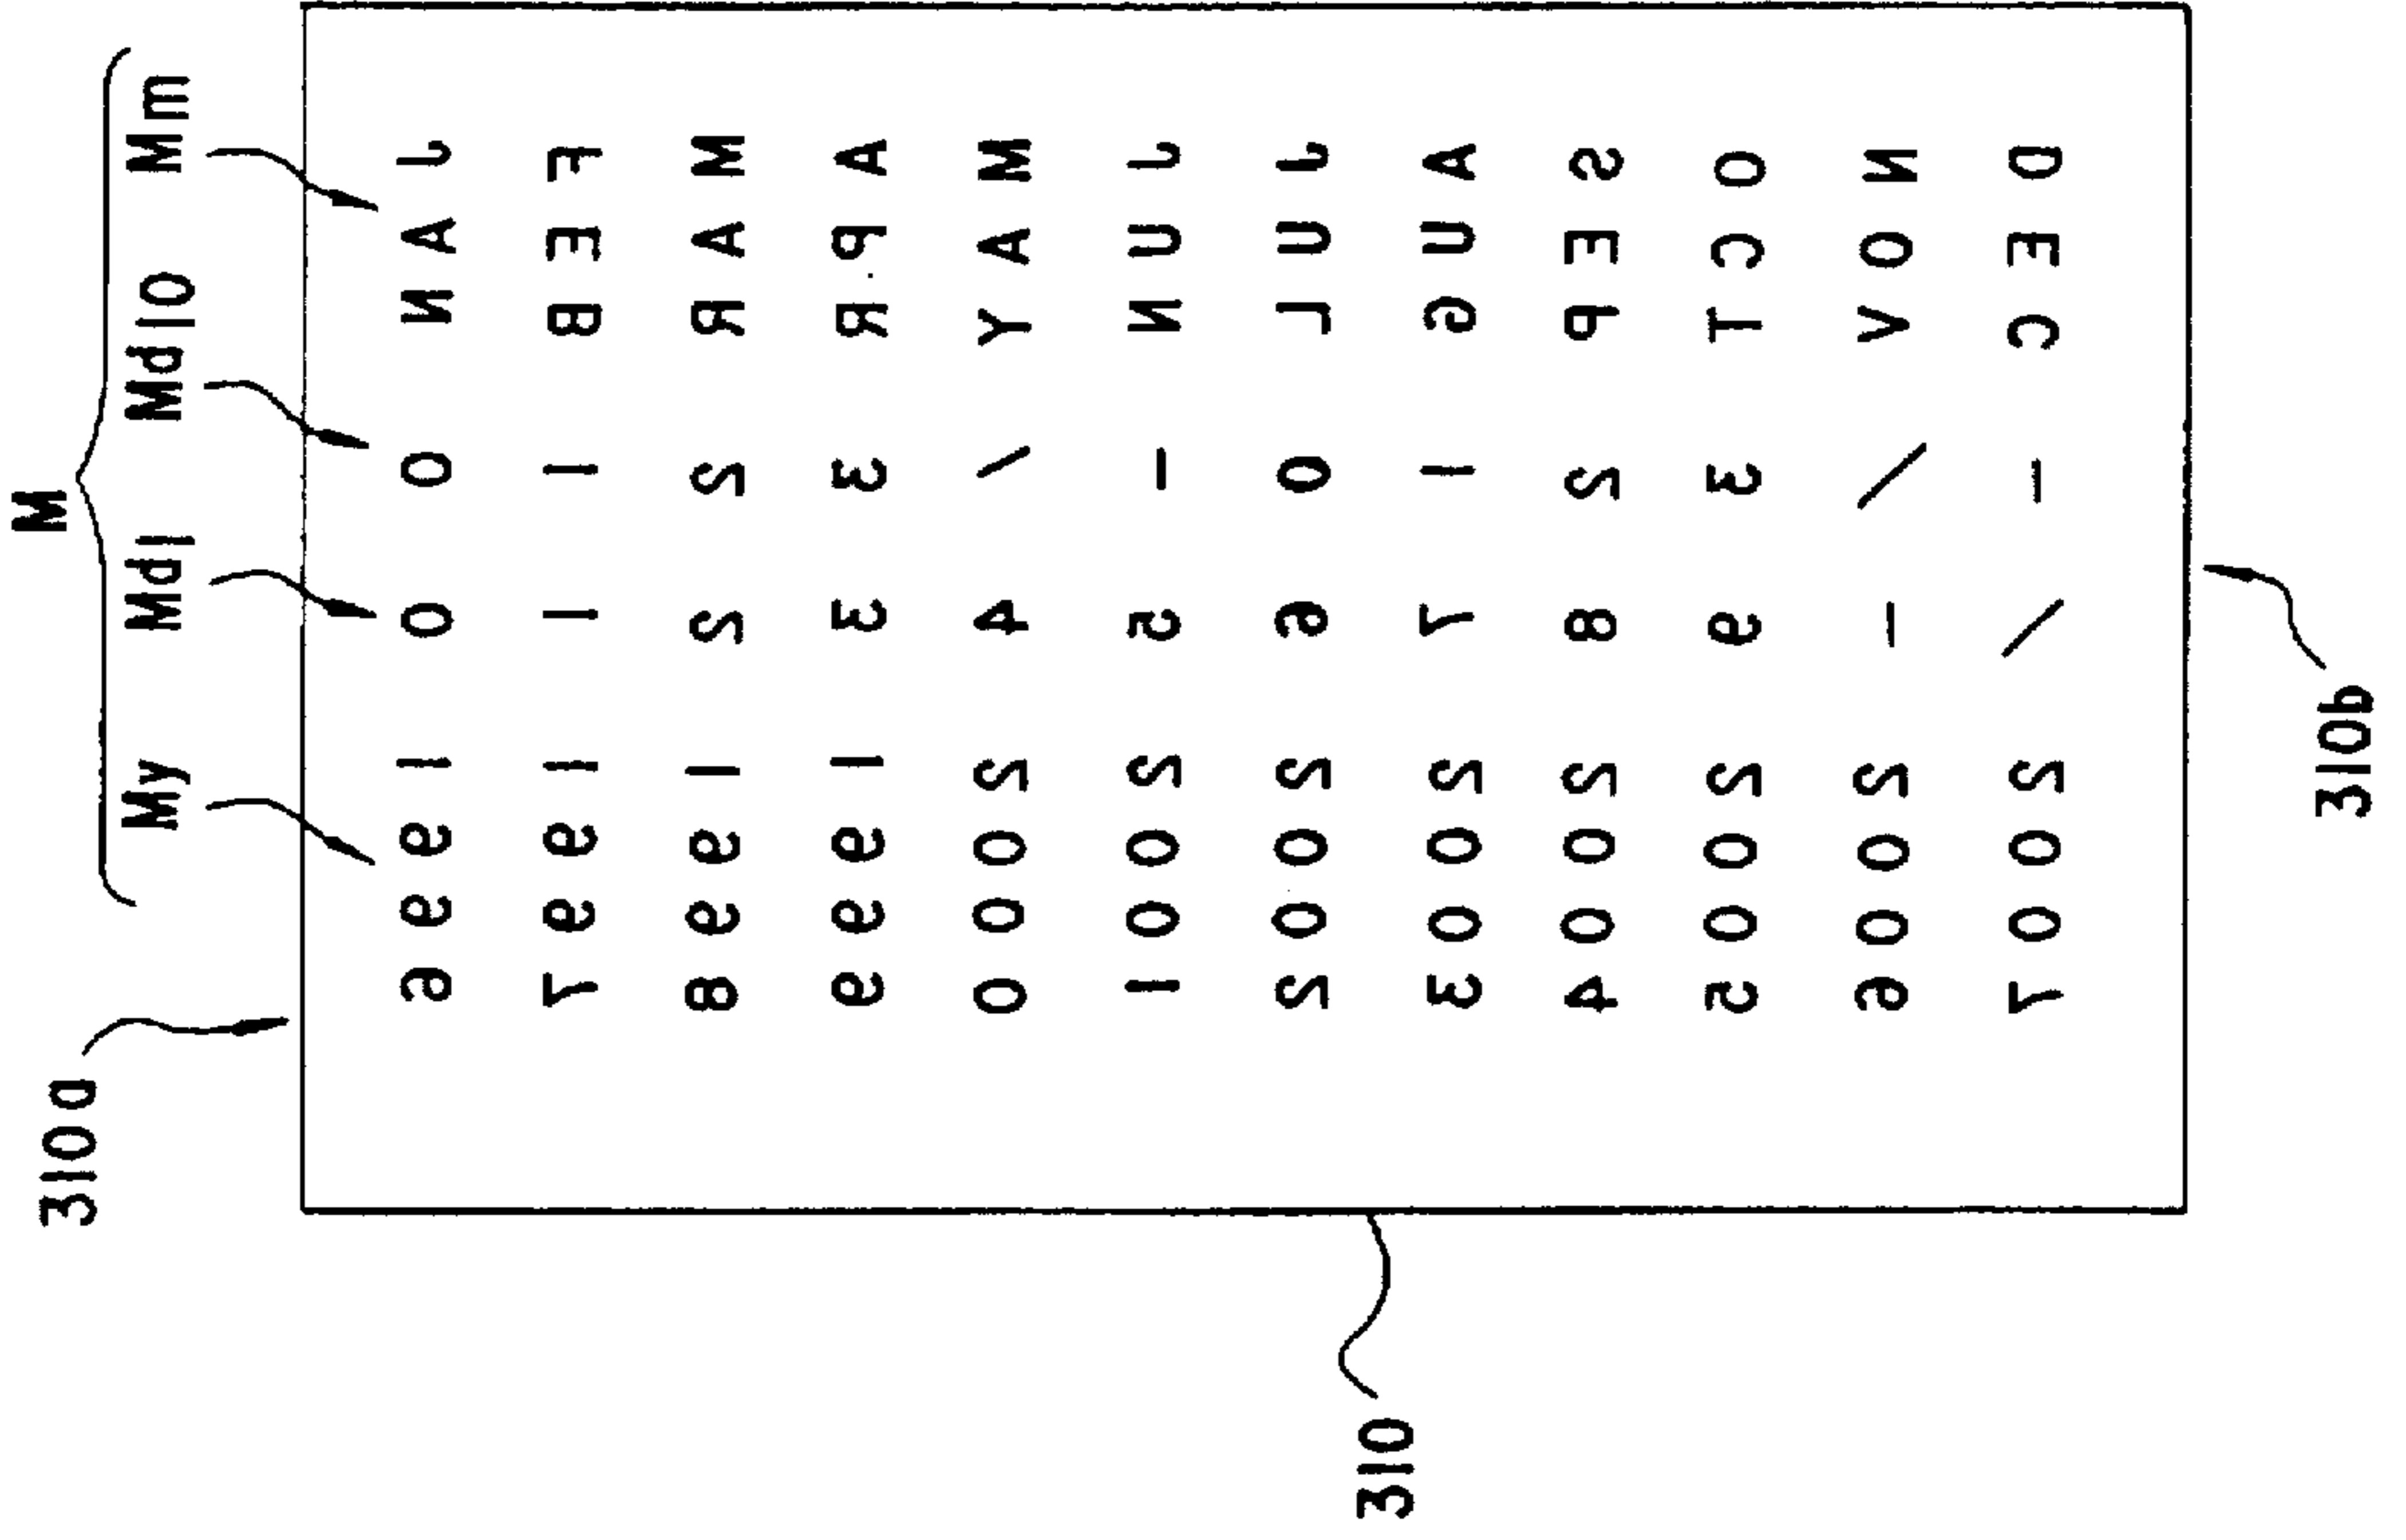 M
310a My Md1 Md10 Mm
JAN 0 0 1996
FEB 1 1 1997
MAR 2 2 1998
APR 3 3 1999
MAY / 4 2000
JUN - 5 2001
JUL 0 6 2002
AUG 1 7 2003
SEP 2 8 2004
OCT 3 9 2005
NOV / - 2006
DEC - / 2007
310
310b